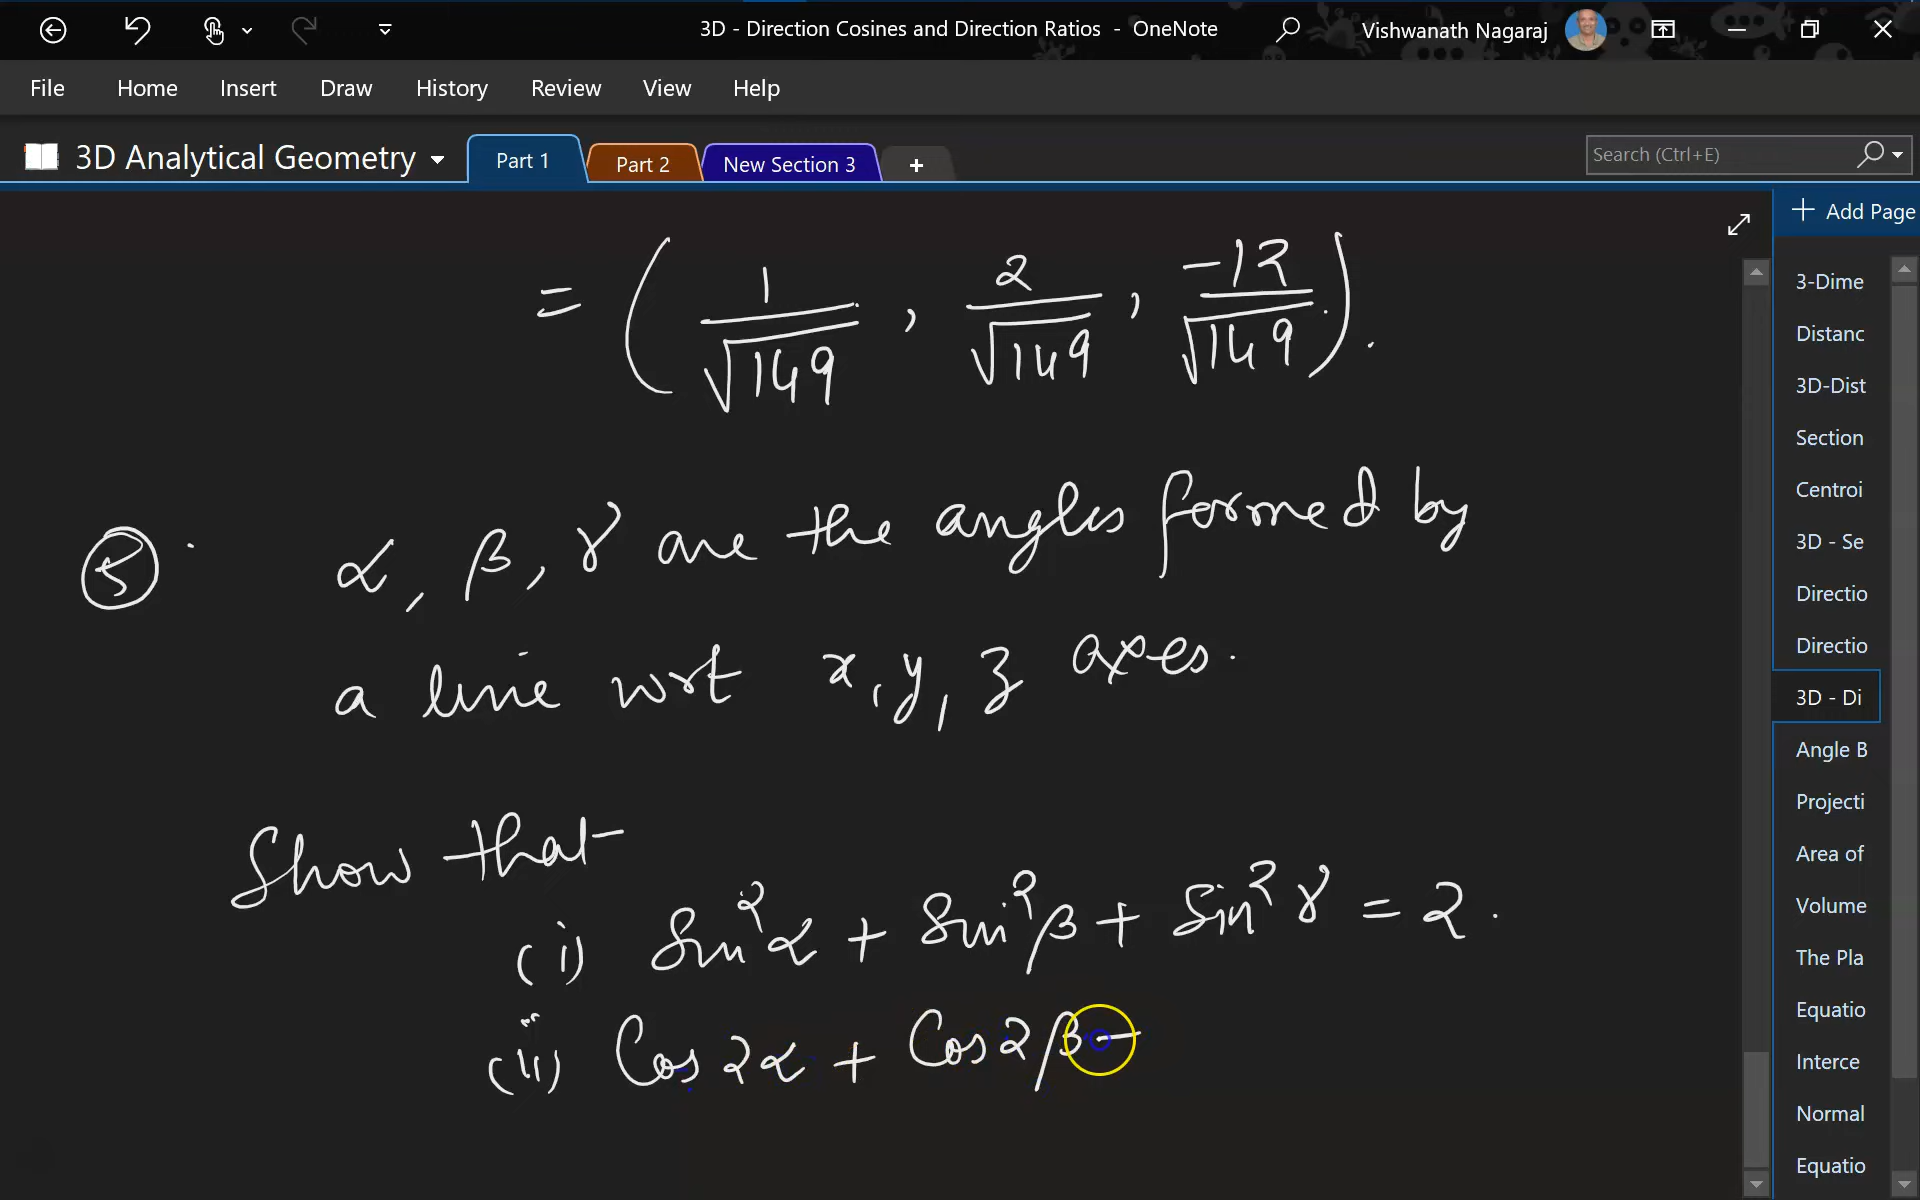 3D - Direction Cosines and Direction Ratios - OneNote
Vishwanath Nagaraj
File Home Insert Draw History Review View Help
3D Analytical Geometry Part 1 Part 2 New Section 3 +
Search (Ctrl+E)
+ Add Page
= (1/√149, 2/√149, -12/√149).
(5). α, β, γ are the angles formed by
a line wrt x, y, z axes.
Show that
(i) Sin²α + Sin²β + Sin²γ = 2.
(ii) Cos 2α + Cos 2β -
3-Dime
Distanc
3D-Dist
Section
Centroi
3D - Se
Directio
Directio
3D - Di
Angle B
Projecti
Area of
Volume
The Pla
Equatio
Interce
Normal
Equatio